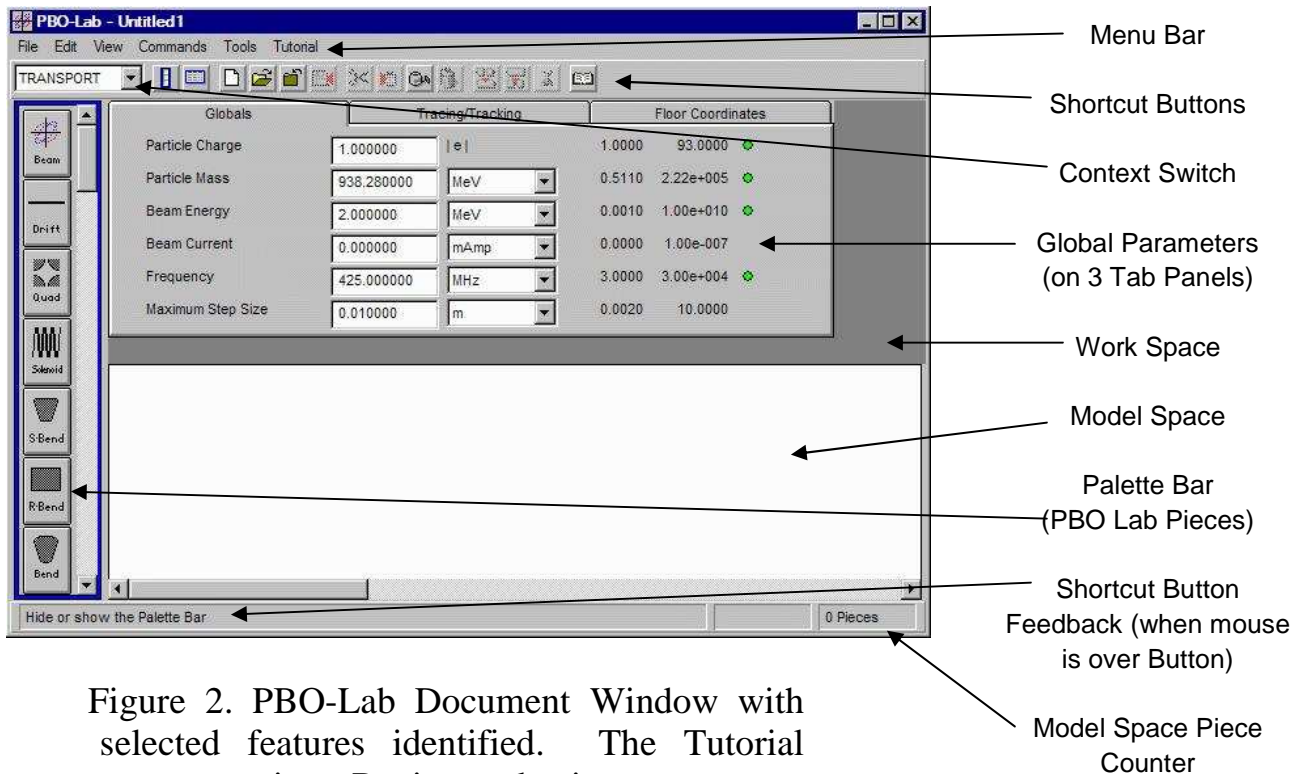 PBO-Lab - Untitled1
File Edit View Commands Tools Tutorial
TRANSPORT
Menu Bar
Shortcut Buttons
Context Switch
Global Parameters
(on 3 Tab Panels)
Work Space
Model Space
Palette Bar
(PBO Lab Pieces)
Shortcut Button
Feedback (when mouse
is over Button)
Model Space Piece
Counter
Beam
Drift
Quad
Solenoid
S-Bend
R-Bend
Bend
Globals Tracing/Tracking Floor Coordinates
Particle Charge 1.000000 |e| 1.0000 93.0000
Particle Mass 938.280000 MeV 0.5110 2.22e+005
Beam Energy 2.000000 MeV 0.0010 1.00e+010
Beam Current 0.000000 mAmp 0.0000 1.00e-007
Frequency 425.000000 MHz 3.0000 3.00e+004
Maximum Step Size 0.010000 m 0.0020 10.0000
Hide or show the Palette Bar 0 Pieces
Figure 2. PBO-Lab Document Window with
selected features identified. The Tutorial